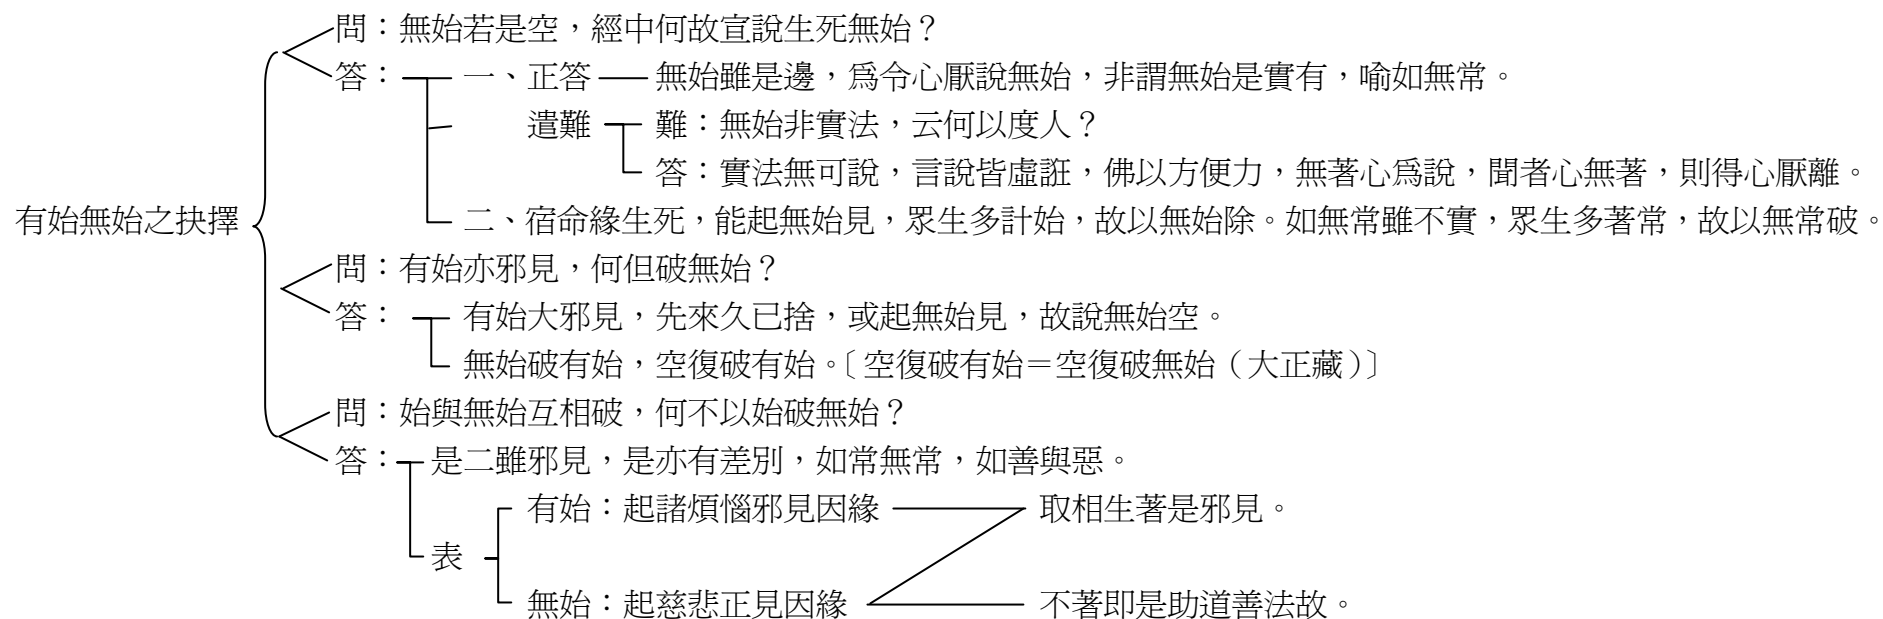 問：無始若是空，經中何故宣說生死無始？
答：一、正答 無始雖是邊，爲令心厭說無始，非謂無始是實有，喻如無常。
遣難 難：無始非實法，云何以度人？
答：實法無可說，言說皆虛誑，佛以方便力，無著心爲說，聞者心無著，則得心厭離。
有始無始之抉擇
二、宿命緣生死，能起無始見，眾生多計始，故以無始除。如無常雖不實，眾生多著常，故以無常破。
問：有始亦邪見，何但破無始？
答：有始大邪見，先來久已捨，或起無始見，故說無始空。
無始破有始，空復破有始。〔空復破有始＝空復破無始（大正藏）〕
問：始與無始互相破，何不以始破無始？
答：是二雖邪見，是亦有差別，如常無常，如善與惡。
有始：起諸煩惱邪見因緣 取相生著是邪見。
表
無始：起慈悲正見因緣 不著即是助道善法故。